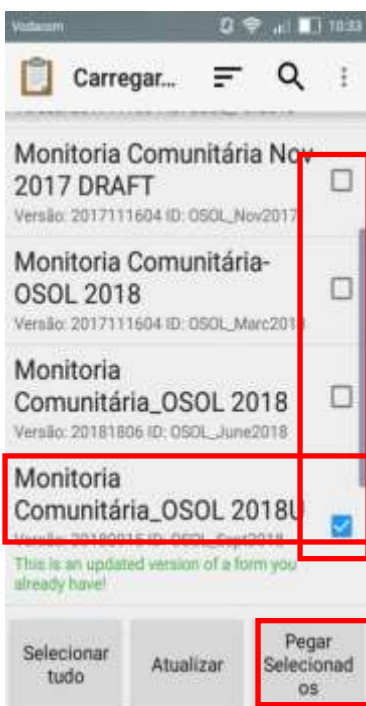 Vodacom 10:33
Carregar...
Monitoria Comunitária Nov
2017 DRAFT
Versão: 2017111604 ID: OSOL_Nov2017
Monitoria Comunitária-
OSOL 2018
Versão: 2017111604 ID: OSOL_Marc2018
Monitoria
Comunitária_OSOL 2018
Versão: 20181806 ID: OSOL_June2018
Monitoria
Comunitária_OSOL 2018U
ID: OSOL_Sept2018
This is an updated version of a form you
already have!
Selecionar
tudo
Atualizar
Pegar
Selecionad
os